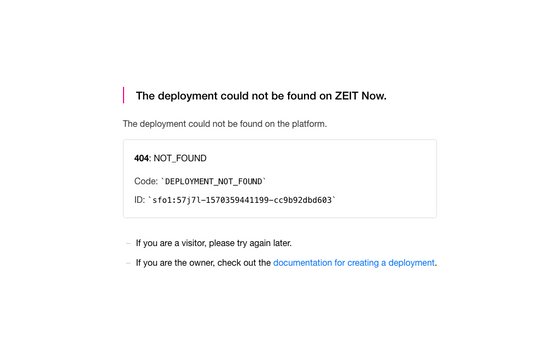 The deployment could not be found on ZEIT Now.
The deployment could not be found on the platform.
404: NOT_FOUND
Code: `DEPLOYMENT_NOT_FOUND`
ID: `sfo1:57j7l-1570359441199-cc9b92dbd603`
– If you are a visitor, please try again later.
– If you are the owner, check out the documentation for creating a deployment.